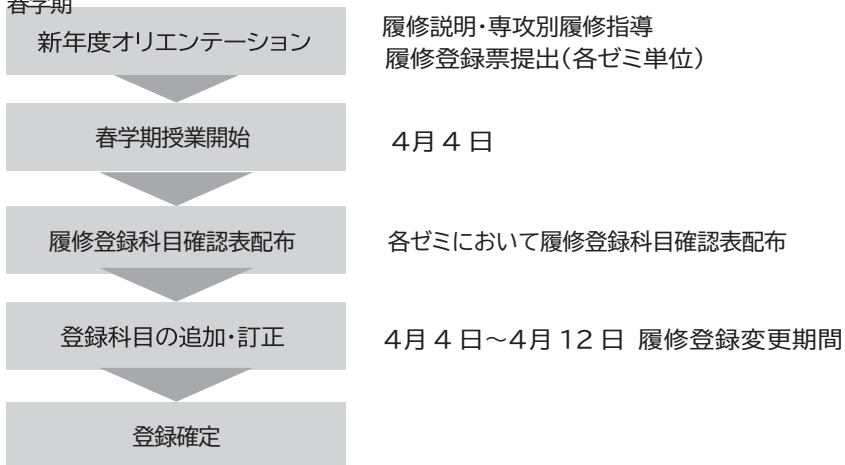 春学期
新年度オリエンテーション
履修説明・専攻別履修指導
履修登録票提出（各ゼミ単位）
春学期授業開始
4月 4 日
履修登録科目確認表配布
各ゼミにおいて履修登録科目確認表配布
登録科目の追加・訂正
4月 4 日～4月 12 日 履修登録変更期間
登録確定